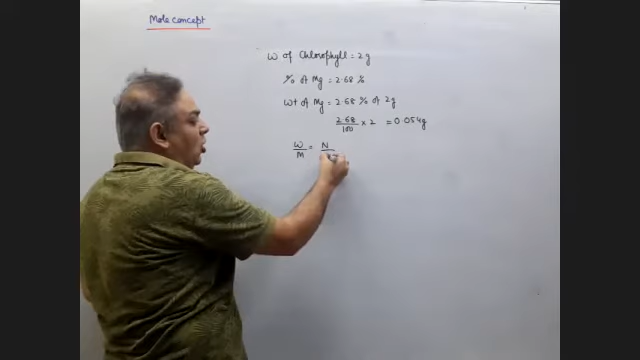 Mole concept
W of Chlorophyll = 2 g
% of Mg = 2.68 %
Wt of Mg = 2.68 % of 2g
2.68/100 × 2 = 0.054g
W/M = N/